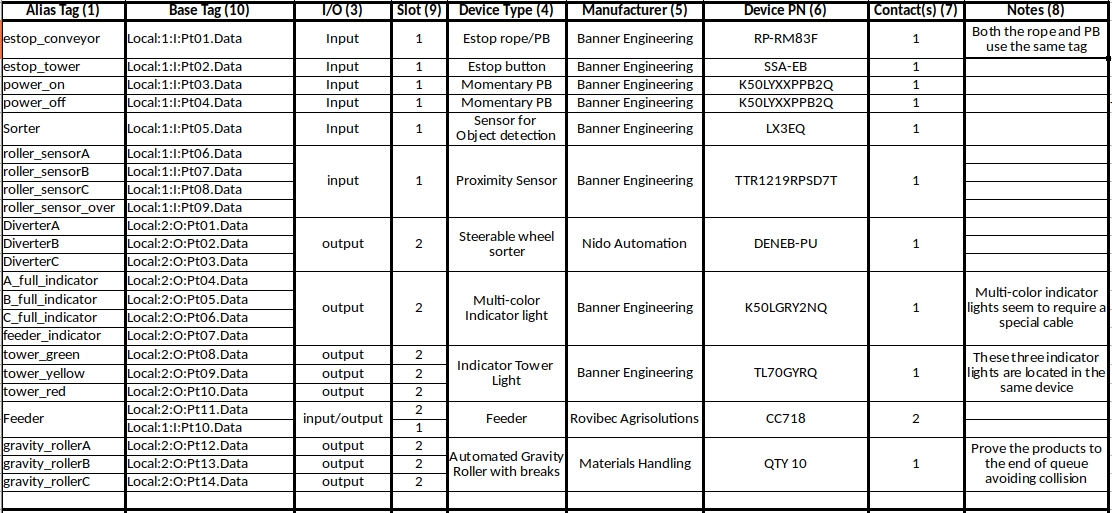 Alias Tag (1) Base Tag (10) I/O (3) Slot (9) Device Type (4) Manufacturer (5) Device PN (6) Contact(s) (7) Notes (8)
estop_conveyor Local:1:I:Pt01.Data Input 1 Estop rope/PB Banner Engineering RP-RM83F 1 Both the rope and PB
use the same tag
estop_tower Local:1:I:Pt02.Data Input 1 Estop button Banner Engineering SSA-EB 1
power_on Local:1:I:Pt03.Data Input 1 Momentary PB Banner Engineering K50LYXXPPB2Q 1
power_off Local:1:I:Pt04.Data Input 1 Momentary PB Banner Engineering K50LYXXPPB2Q 1
Sorter Local:1:I:Pt05.Data Input 1 Sensor for
Object detection Banner Engineering LX3EQ 1
roller_sensorA Local:1:I:Pt06.Data
roller_sensorB Local:1:I:Pt07.Data
roller_sensorC Local:1:I:Pt08.Data
roller_sensor_over Local:1:I:Pt09.Data
input 1 Proximity Sensor Banner Engineering TTR1219RPSD7T 1
DiverterA Local:2:O:Pt01.Data
DiverterB Local:2:O:Pt02.Data
DiverterC Local:2:O:Pt03.Data
output 2 Steerable wheel
sorter Nido Automation DENEB-PU 1
A_full_indicator Local:2:O:Pt04.Data
B_full_indicator Local:2:O:Pt05.Data
C_full_indicator Local:2:O:Pt06.Data
feeder_indicator Local:2:O:Pt07.Data
output 2 Multi-color
Indicator light Banner Engineering K50LGRY2NQ 1 Multi-color indicator
lights seem to require a
special cable
tower_green Local:2:O:Pt08.Data output 2
tower_yellow Local:2:O:Pt09.Data output 2
tower_red Local:2:O:Pt10.Data output 2
Indicator Tower
Light Banner Engineering TL70GYRQ 1 These three indicator
lights are located in the
same device
Feeder Local:2:O:Pt11.Data input/output 2 Feeder Rovibec Agrisolutions CC718 2
Local:1:I:Pt10.Data 1
gravity_rollerA Local:2:O:Pt12.Data output 2
gravity_rollerB Local:2:O:Pt13.Data output 2
gravity_rollerC Local:2:O:Pt14.Data output 2
Automated Gravity
Roller with breaks Materials Handling QTY 10 1 Prove the products to
the end of queue
avoiding collision